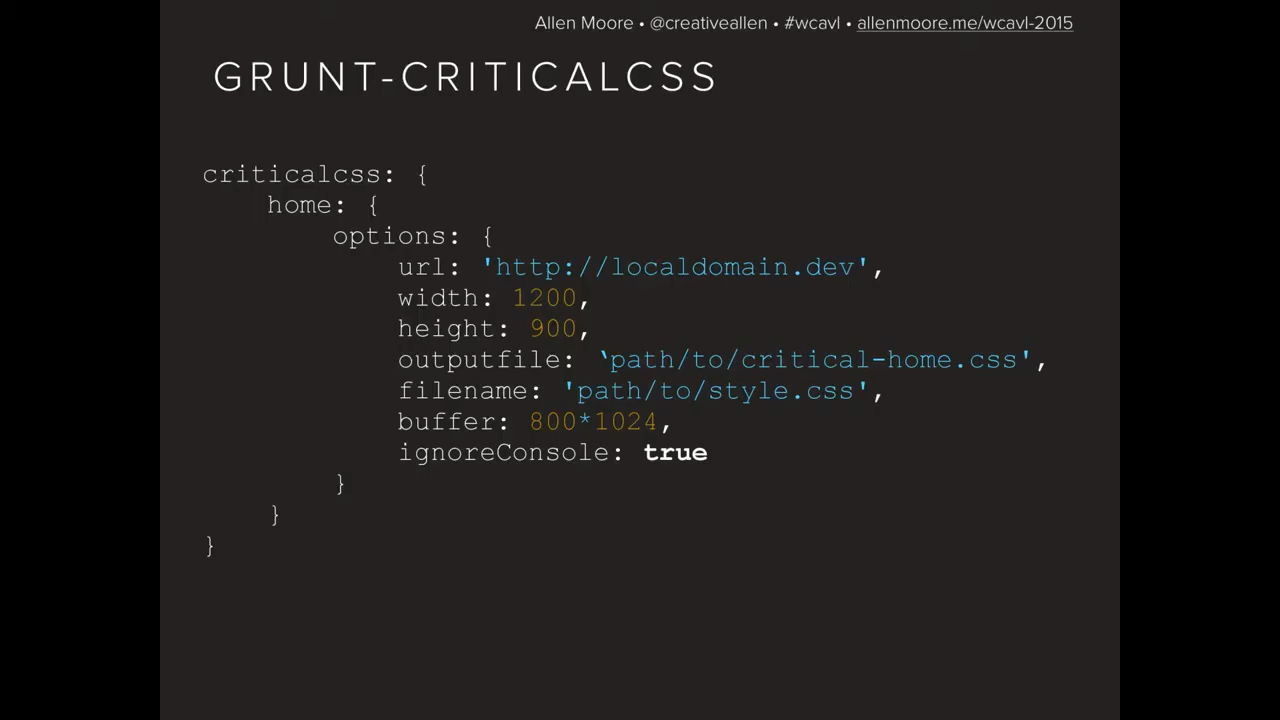 Allen Moore • @creativeallen • #wcavl • allenmoore.me/wcavl-2015
GRUNT-CRITICALCSS
criticalcss: {
    home: {
        options: {
            url: 'http://localdomain.dev',
            width: 1200,
            height: 900,
            outputfile: ‘path/to/critical-home.css',
            filename: 'path/to/style.css',
            buffer: 800*1024,
            ignoreConsole: true
        }
    }
}